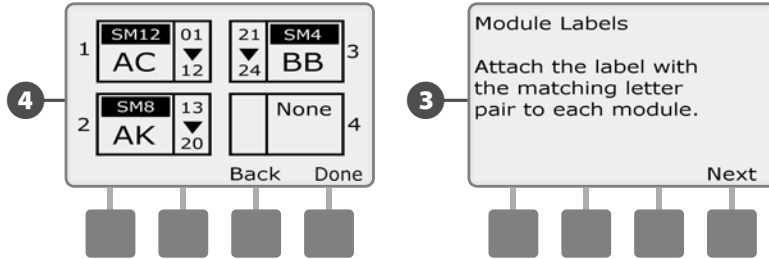 4
1
SM12 01
AC 12
21 SM4
24 BB
3
2
SM8 13
AK 20
None
4
Back Done
3
Module Labels
Attach the label with
the matching letter
pair to each module.
Next